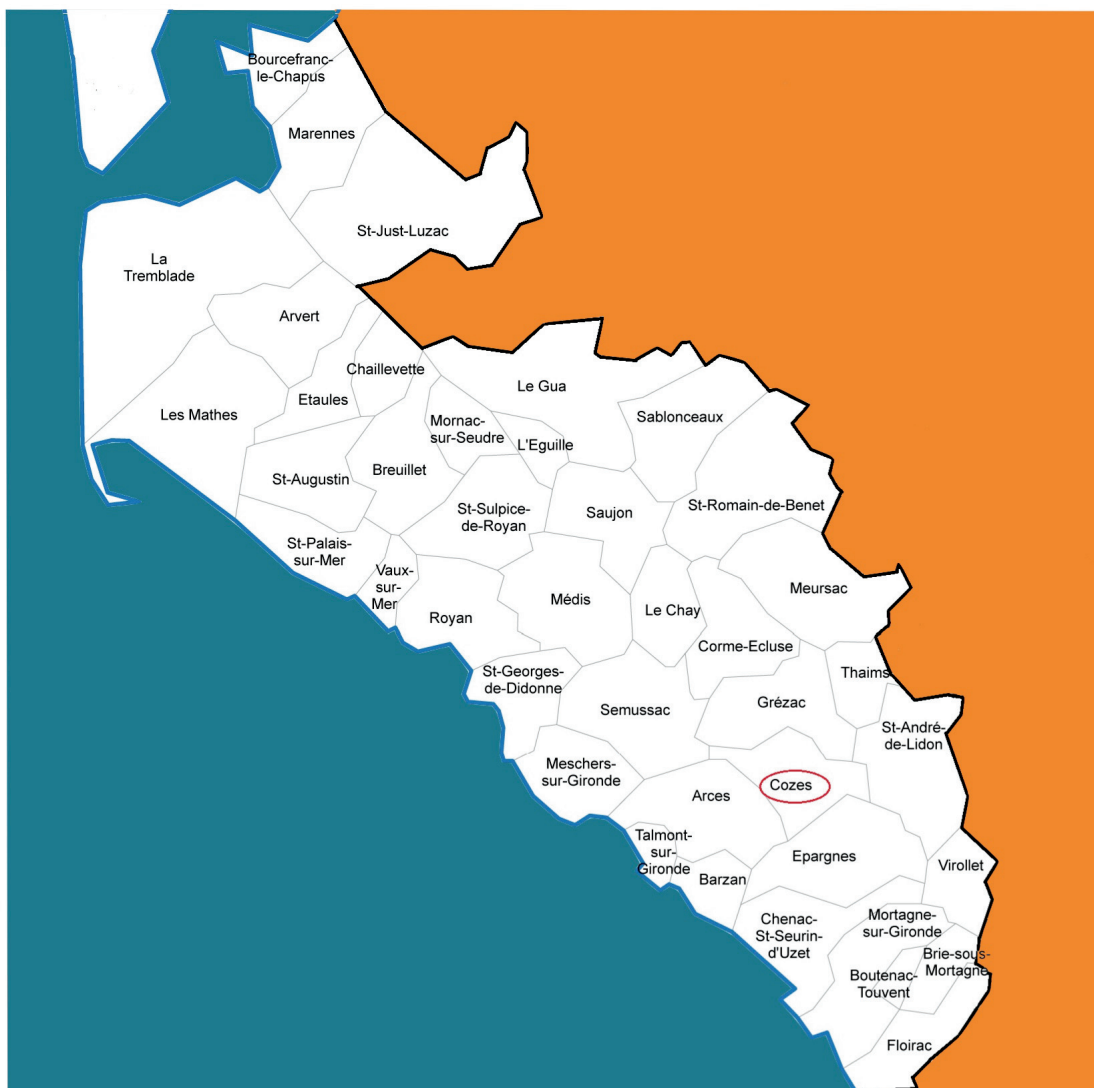 Bourcefranc-
le-Chapus
Marennes
St-Just-Luzac
La
Tremblade
Arvert
Chaillevette
Le Gua
Etaules
Les Mathes
Sablonceaux
Mornac-
sur-Seudre
L'Eguille
Breuillet
St-Augustin
St-Romain-de-Benet
St-Sulpice-
de-Royan
Saujon
St-Palais-
sur-Mer
Vaux-
sur-
Mer
Médis
Meursac
Le Chay
Royan
Corme-Ecluse
St-Georges-
de-Didonne
Thaims
Grézac
Semussac
St-André-
de-Lidon
Meschers-
sur-Gironde
Cozes
Arces
Talmont-
sur-
Gironde
Epargnes
Virollet
Barzan
Chenac-
St-Seurin-
d'Uzet
Mortagne-
sur-Gironde
Brie-sous-
Mortagne
Boutenac-
Touvent
Floirac